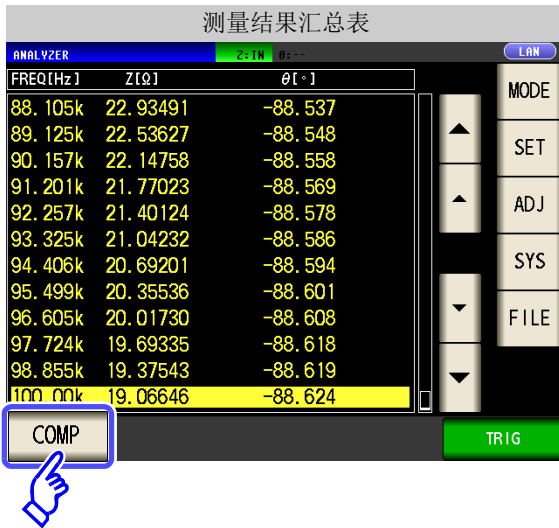 测量结果汇总表
ANALYZER Z:IN θ:-- LAN
FREQ[Hz] Z[Ω] θ[°]
MODE
88.105k 22.93491 -88.537
89.125k 22.53627 -88.548
SET
90.157k 22.14758 -88.558
91.201k 21.77023 -88.569
92.257k 21.40124 -88.578
ADJ
93.325k 21.04232 -88.586
94.406k 20.69201 -88.594
SYS
95.499k 20.35536 -88.601
96.605k 20.01730 -88.608
FILE
97.724k 19.69335 -88.618
98.855k 19.37543 -88.619
100.00k 19.06646 -88.624
COMP
TRIG